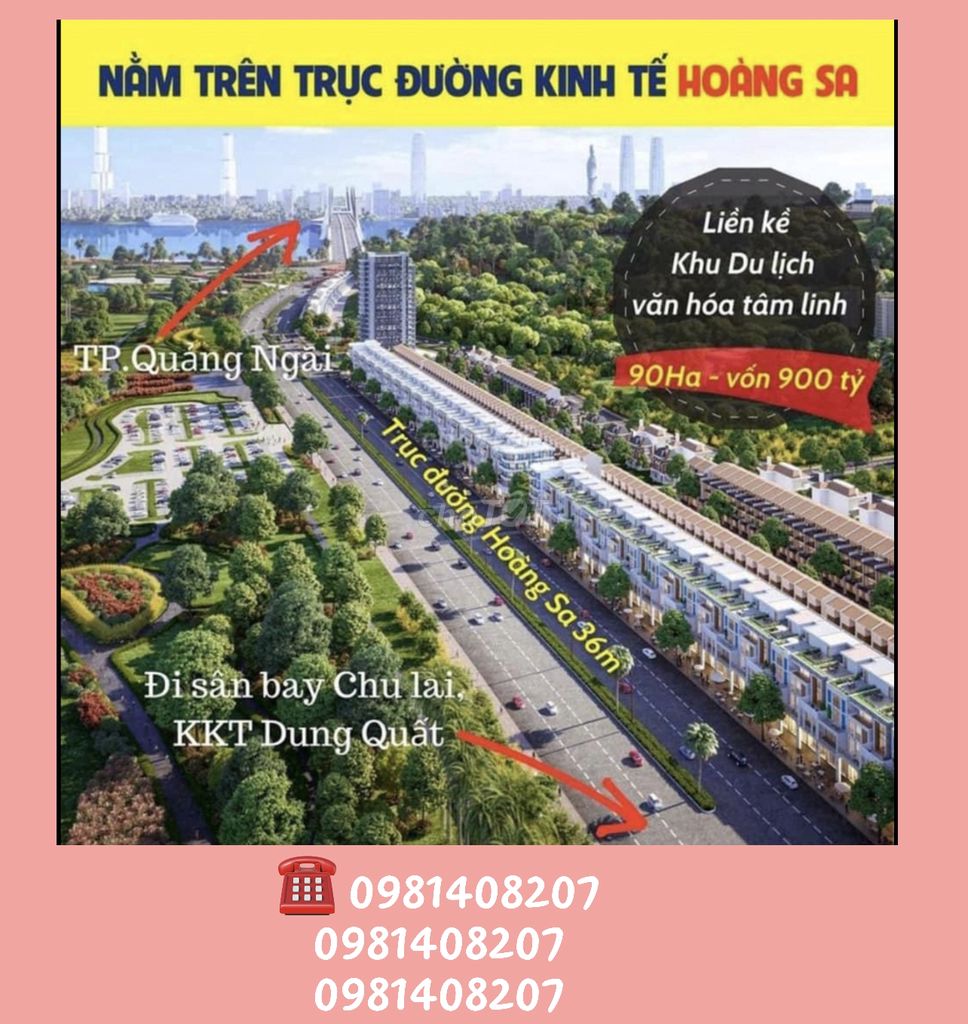 NẰM TRÊN TRỤC ĐƯỜNG KINH TẾ HOÀNG SA
Liền kề
Khu Du lịch
văn hóa tâm linh
90Ha - vốn 900 tỷ
TP.Quảng Ngãi
Trục đường Hoàng Sa 36m
Đi sân bay Chu lai,
KKT Dung Quất
0981408207
0981408207
0981408207